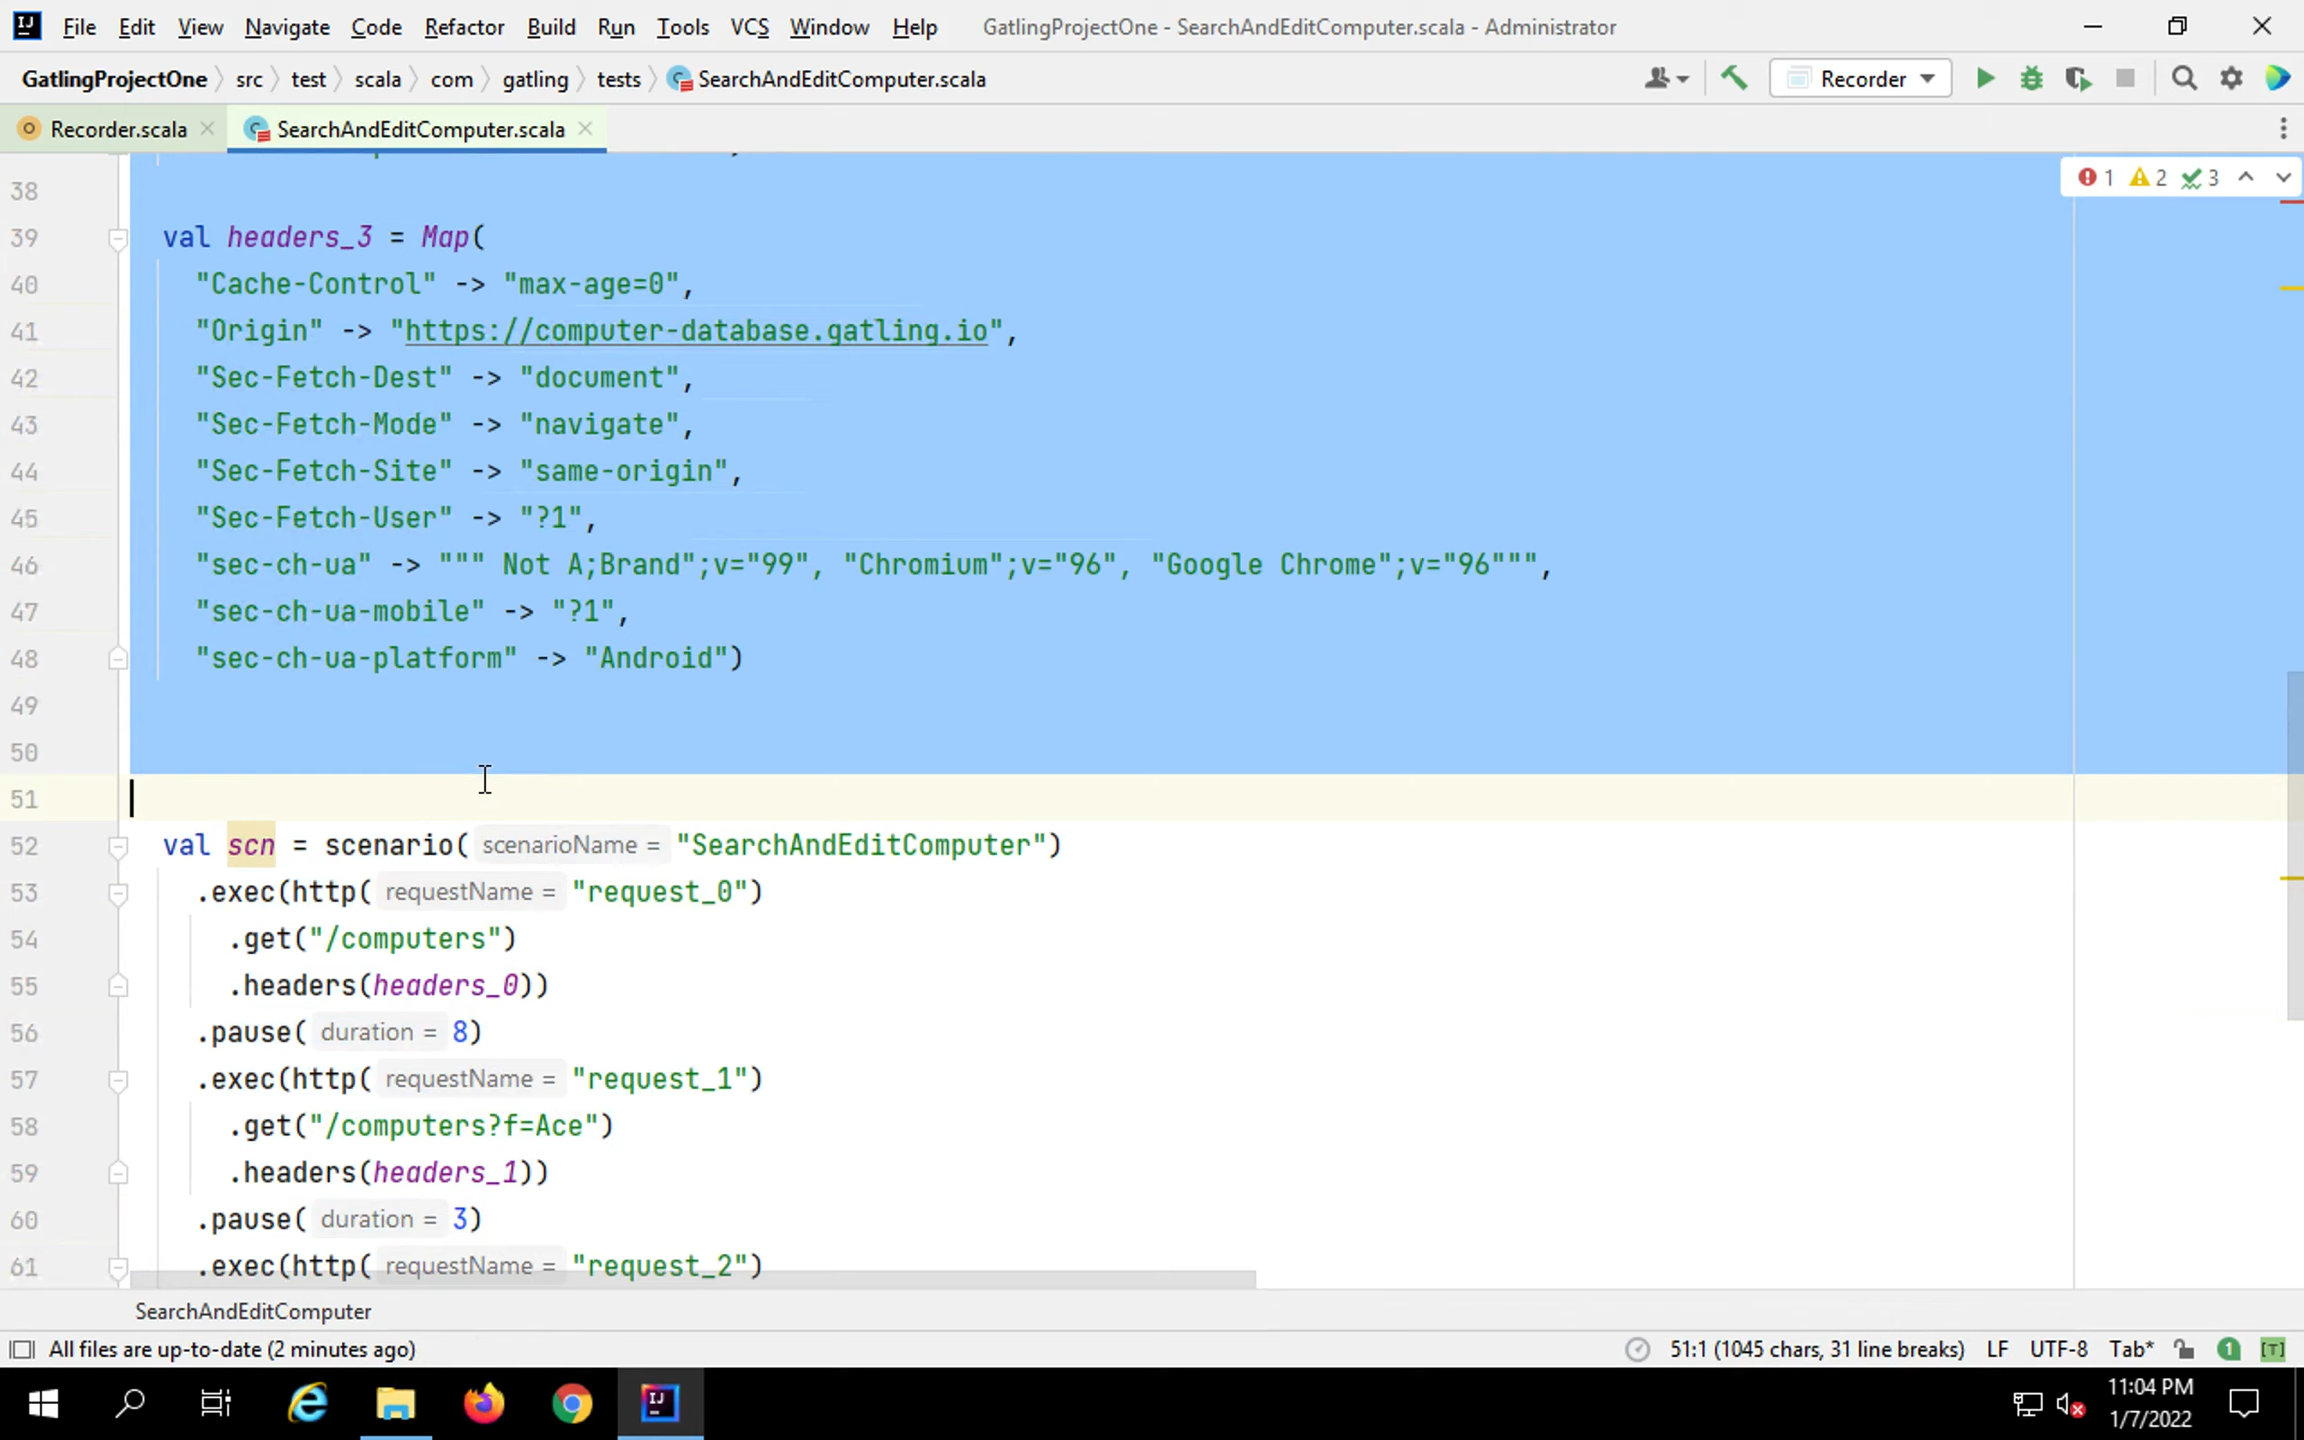 File Edit View Navigate Code Refactor Build Run Tools VCS Window Help GatlingProjectOne - SearchAndEditComputer.scala - Administrator
GatlingProjectOne src test scala com gatling tests SearchAndEditComputer.scala Recorder
Recorder.scala SearchAndEditComputer.scala
1 2 3
38
39 val headers_3 = Map(
40 "Cache-Control" -> "max-age=0",
41 "Origin" -> "https://computer-database.gatling.io",
42 "Sec-Fetch-Dest" -> "document",
43 "Sec-Fetch-Mode" -> "navigate",
44 "Sec-Fetch-Site" -> "same-origin",
45 "Sec-Fetch-User" -> "?1",
46 "sec-ch-ua" -> """ Not A;Brand";v="99", "Chromium";v="96", "Google Chrome";v="96""",
47 "sec-ch-ua-mobile" -> "?1",
48 "sec-ch-ua-platform" -> "Android")
49
50
51
52 val scn = scenario( scenarioName = "SearchAndEditComputer")
53 .exec(http( requestName = "request_0")
54 .get("/computers")
55 .headers(headers_0))
56 .pause( duration = 8)
57 .exec(http( requestName = "request_1")
58 .get("/computers?f=Ace")
59 .headers(headers_1))
60 .pause( duration = 3)
61 .exec(http( requestName = "request_2")
SearchAndEditComputer
All files are up-to-date (2 minutes ago) 51:1 (1045 chars, 31 line breaks) LF UTF-8 Tab* 1 [T]
11:04 PM
1/7/2022